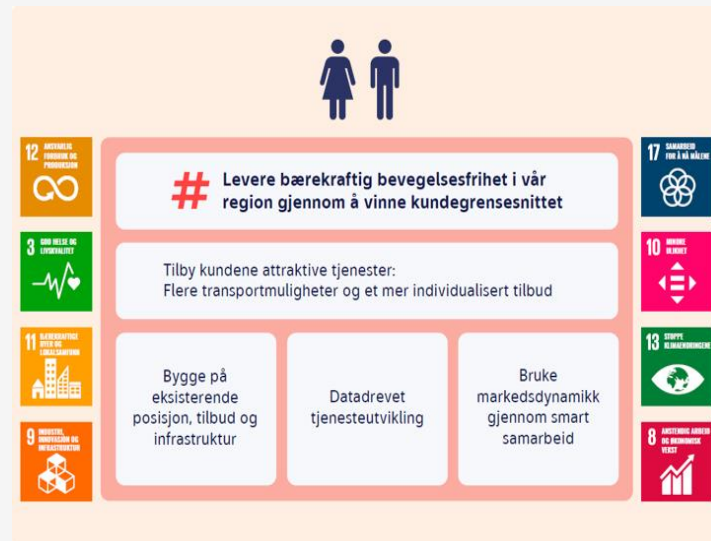 12 ANSVARLIG
FORBRUK OG
PRODUKSJON
3 GOD HELSE OG
LIVSKVALITET
11 BÆREKRAFTIGE
BYER OG
LOKALSAMFUNN
9 INDUSTRI,
INNOVASJON OG
INFRASTRUKTUR
# Levere bærekraftig bevegelsesfrihet i vår
region gjennom å vinne kundegrensesnittet
Tilby kundene attraktive tjenester:
Flere transportmuligheter og et mer individualisert tilbud
Bygge på
eksisterende
posisjon, tilbud og
infrastruktur
Datadrevet
tjenesteutvikling
Bruke
markedsdynamikk
gjennom smart
samarbeid
17 SAMARBEID
FOR Å NÅ MÅLENE
10 MINDRE
ULIKHET
13 STOPPE
KLIMAENDRINGENE
8 ANSTENDIG ARBEID
OG ØKONOMISK
VEKST